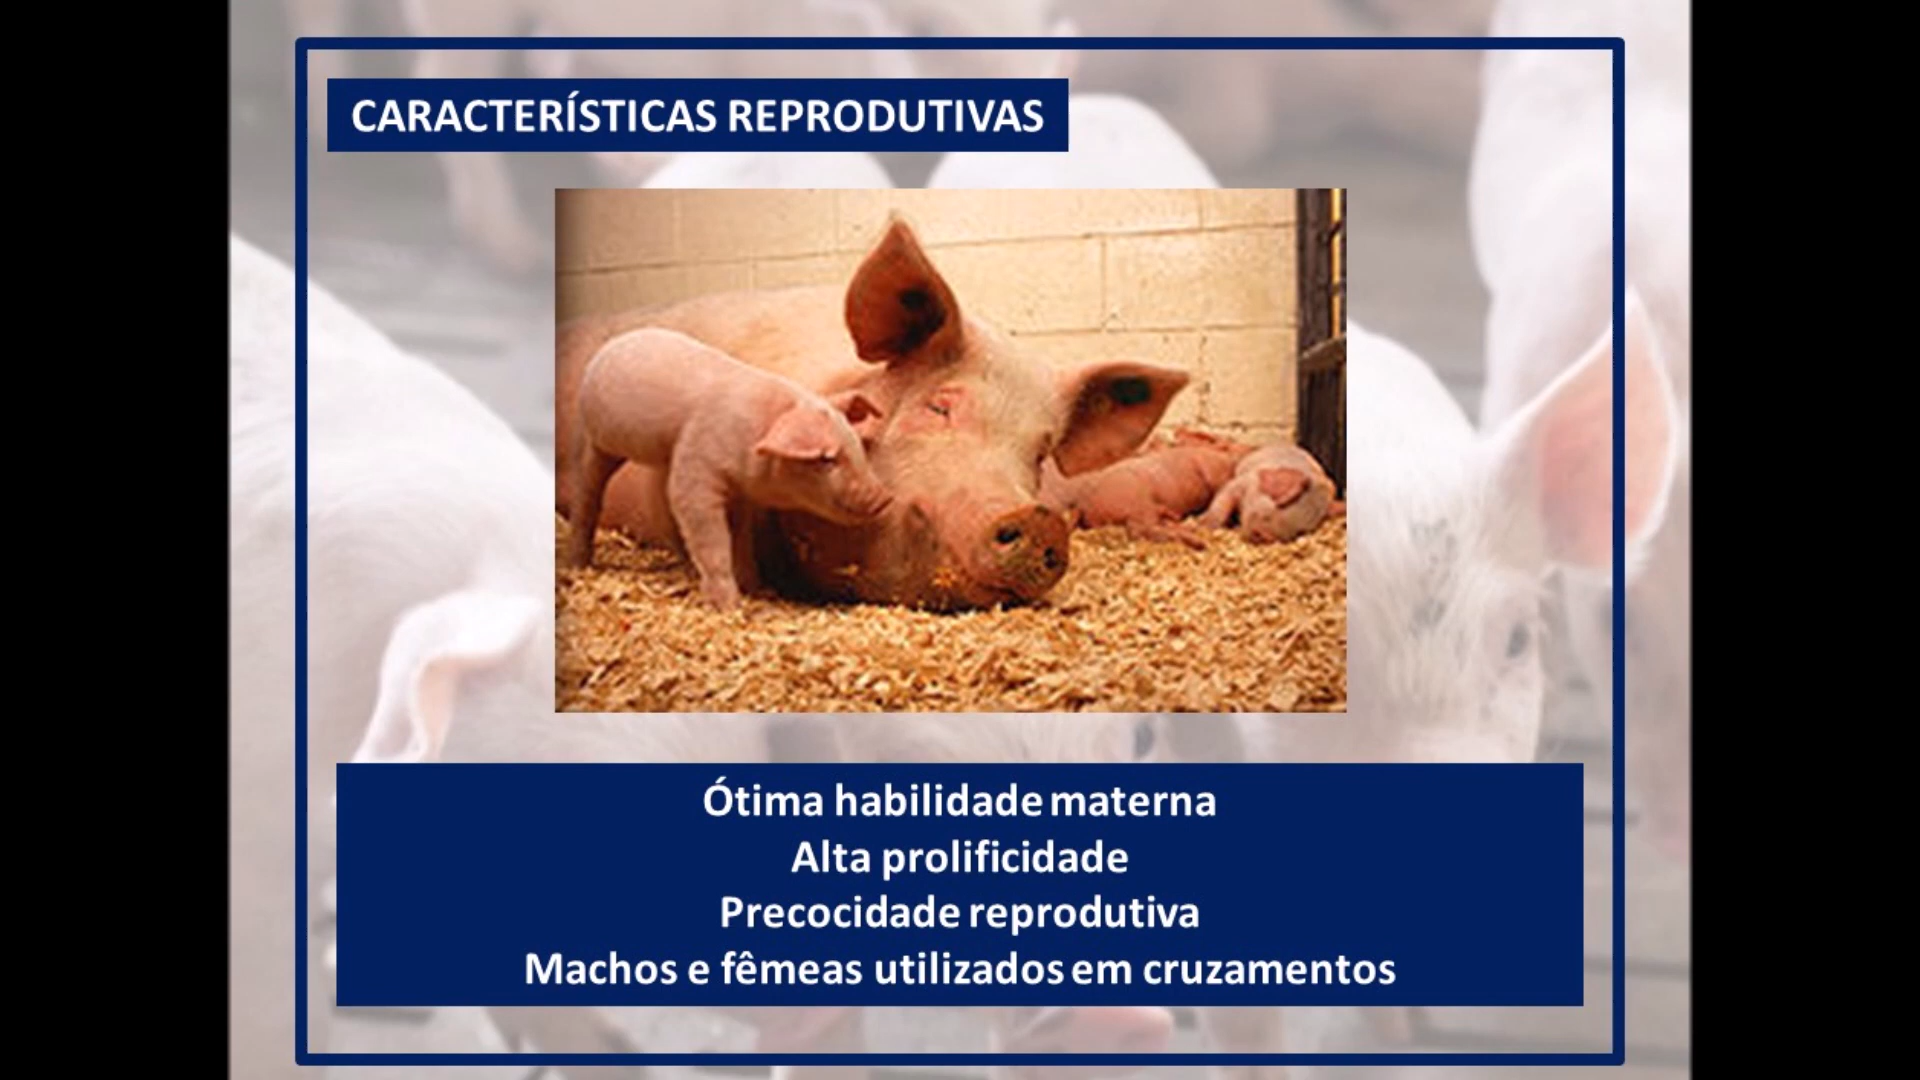 CARACTERÍSTICAS REPRODUTIVAS
Ótima habilidade materna
Alta prolificidade
Precocidade reprodutiva
Machos e fêmeas utilizados em cruzamentos